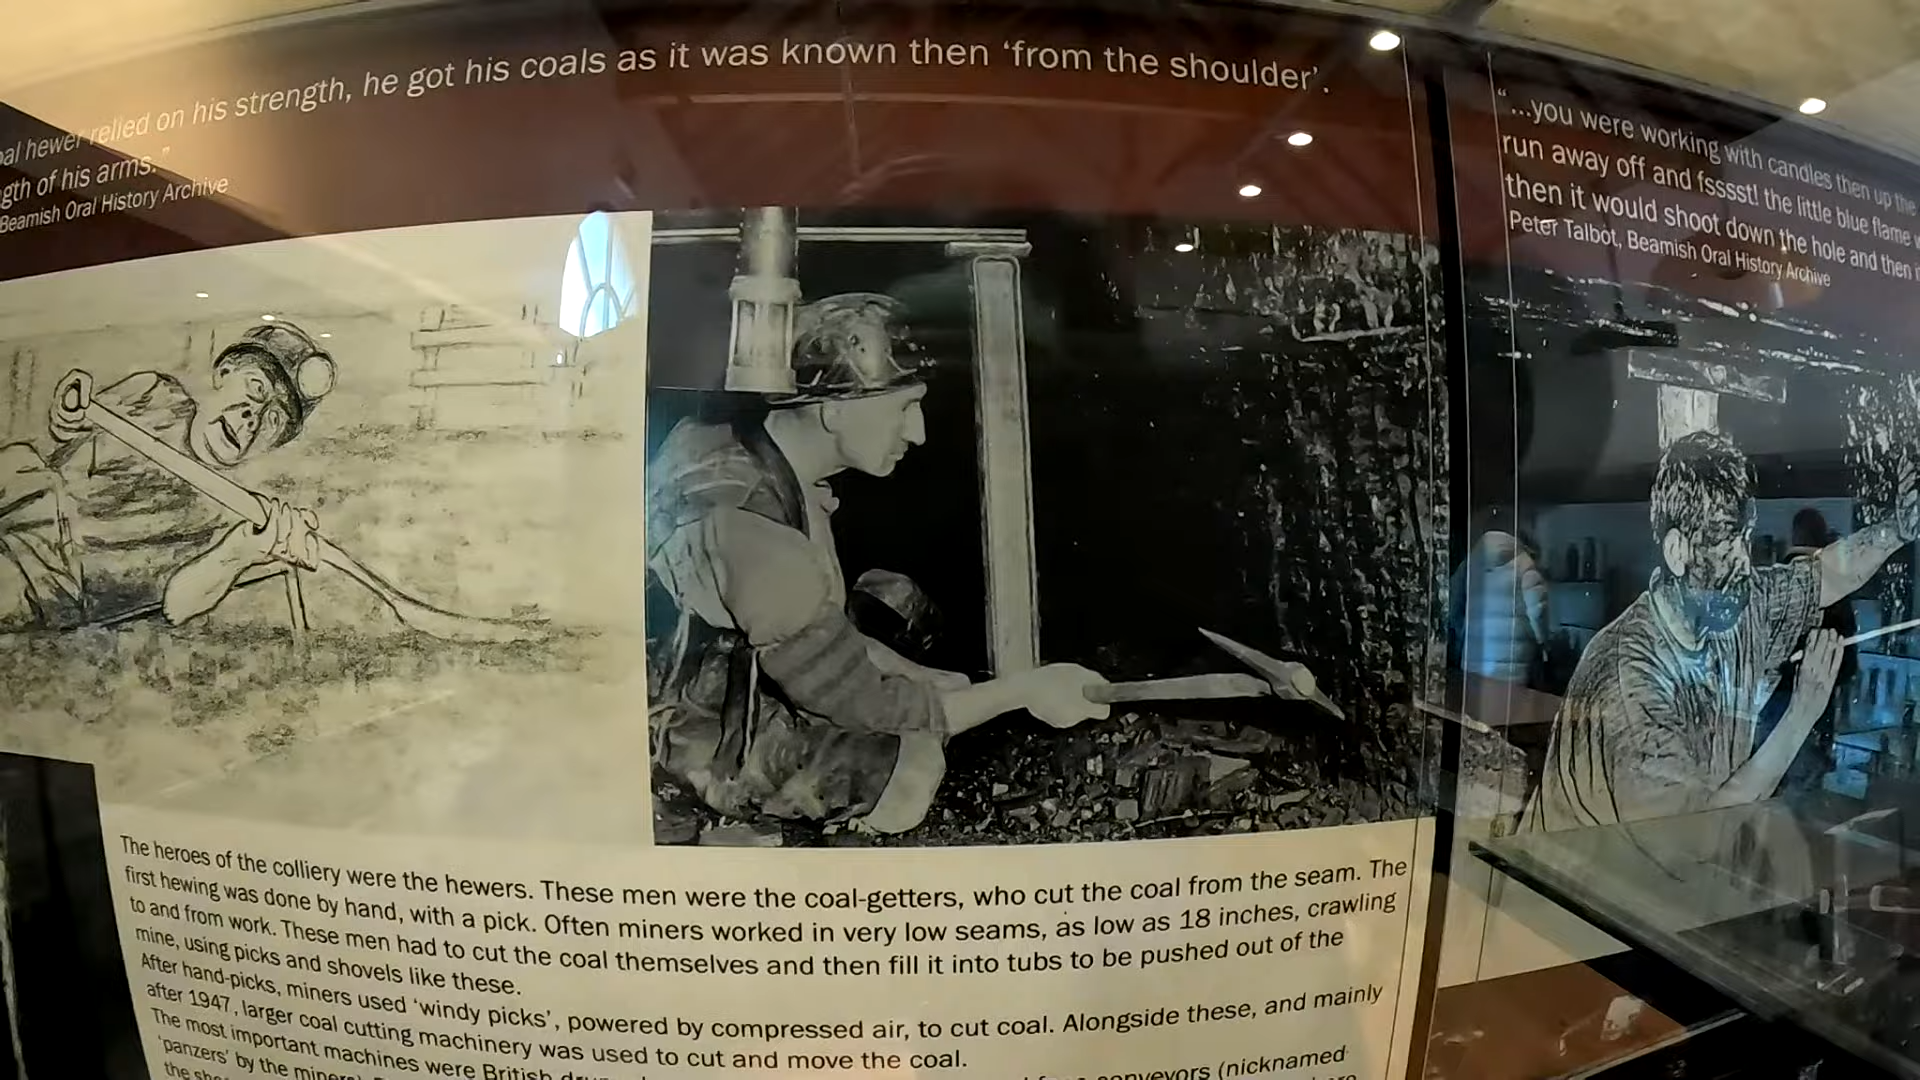 al hewer relied on his strength, he got his coals as it was known then ‘from the shoulder’.
gth of his arms.”
Beamish Oral History Archive
“...you were working with candles then up the
run away off and fsssst! the little blue flame
then it would shoot down the hole and then
Peter Talbot, Beamish Oral History Archive
The heroes of the colliery were the hewers. These men were the coal-getters, who cut the coal from the seam. The
first hewing was done by hand, with a pick. Often miners worked in very low seams, as low as 18 inches, crawling
to and from work. These men had to cut the coal themselves and then fill it into tubs to be pushed out of the
mine, using picks and shovels like these.
After hand-picks, miners used ‘windy picks’, powered by compressed air, to cut coal. Alongside these, and mainly
after 1947, larger coal cutting machinery was used to cut and move the coal.
The most important machines were British conveyors (nicknamed
‘panzers’ by the miners)
the